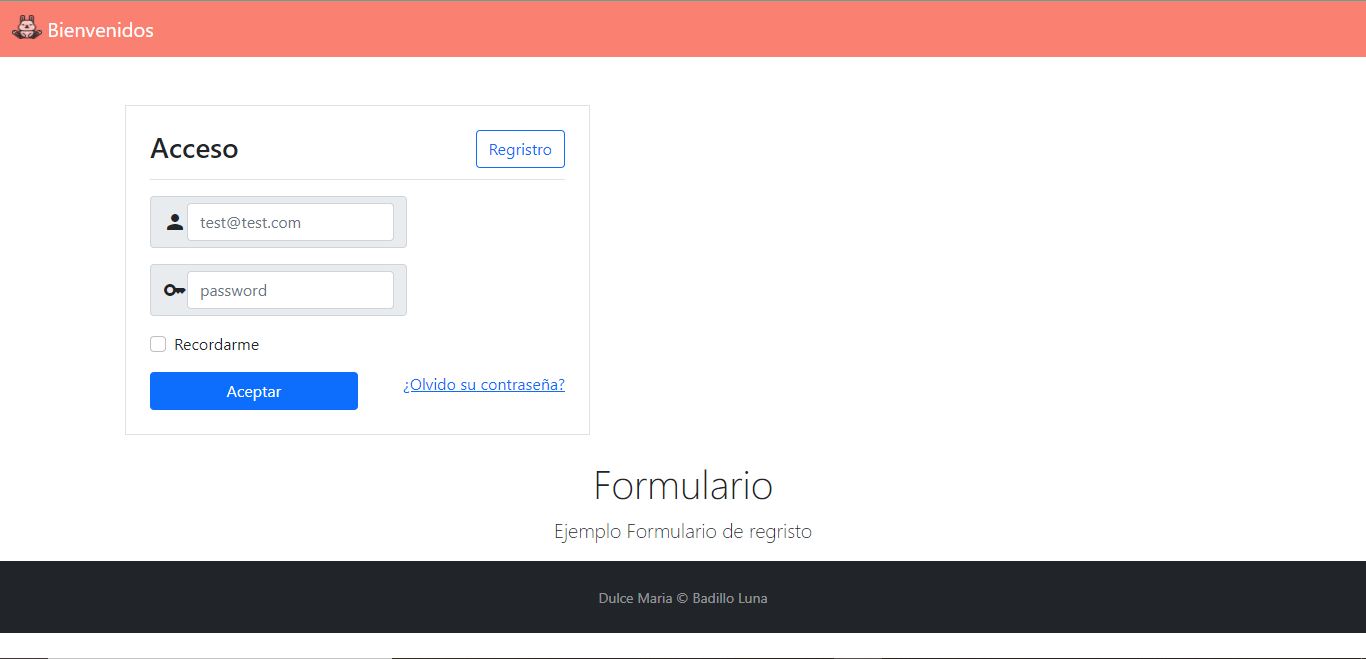 Bienvenidos
Acceso
Regristro
test@test.com
password
Recordarme
Aceptar
¿Olvido su contraseña?
Formulario
Ejemplo Formulario de regristo
Dulce Maria © Badillo Luna